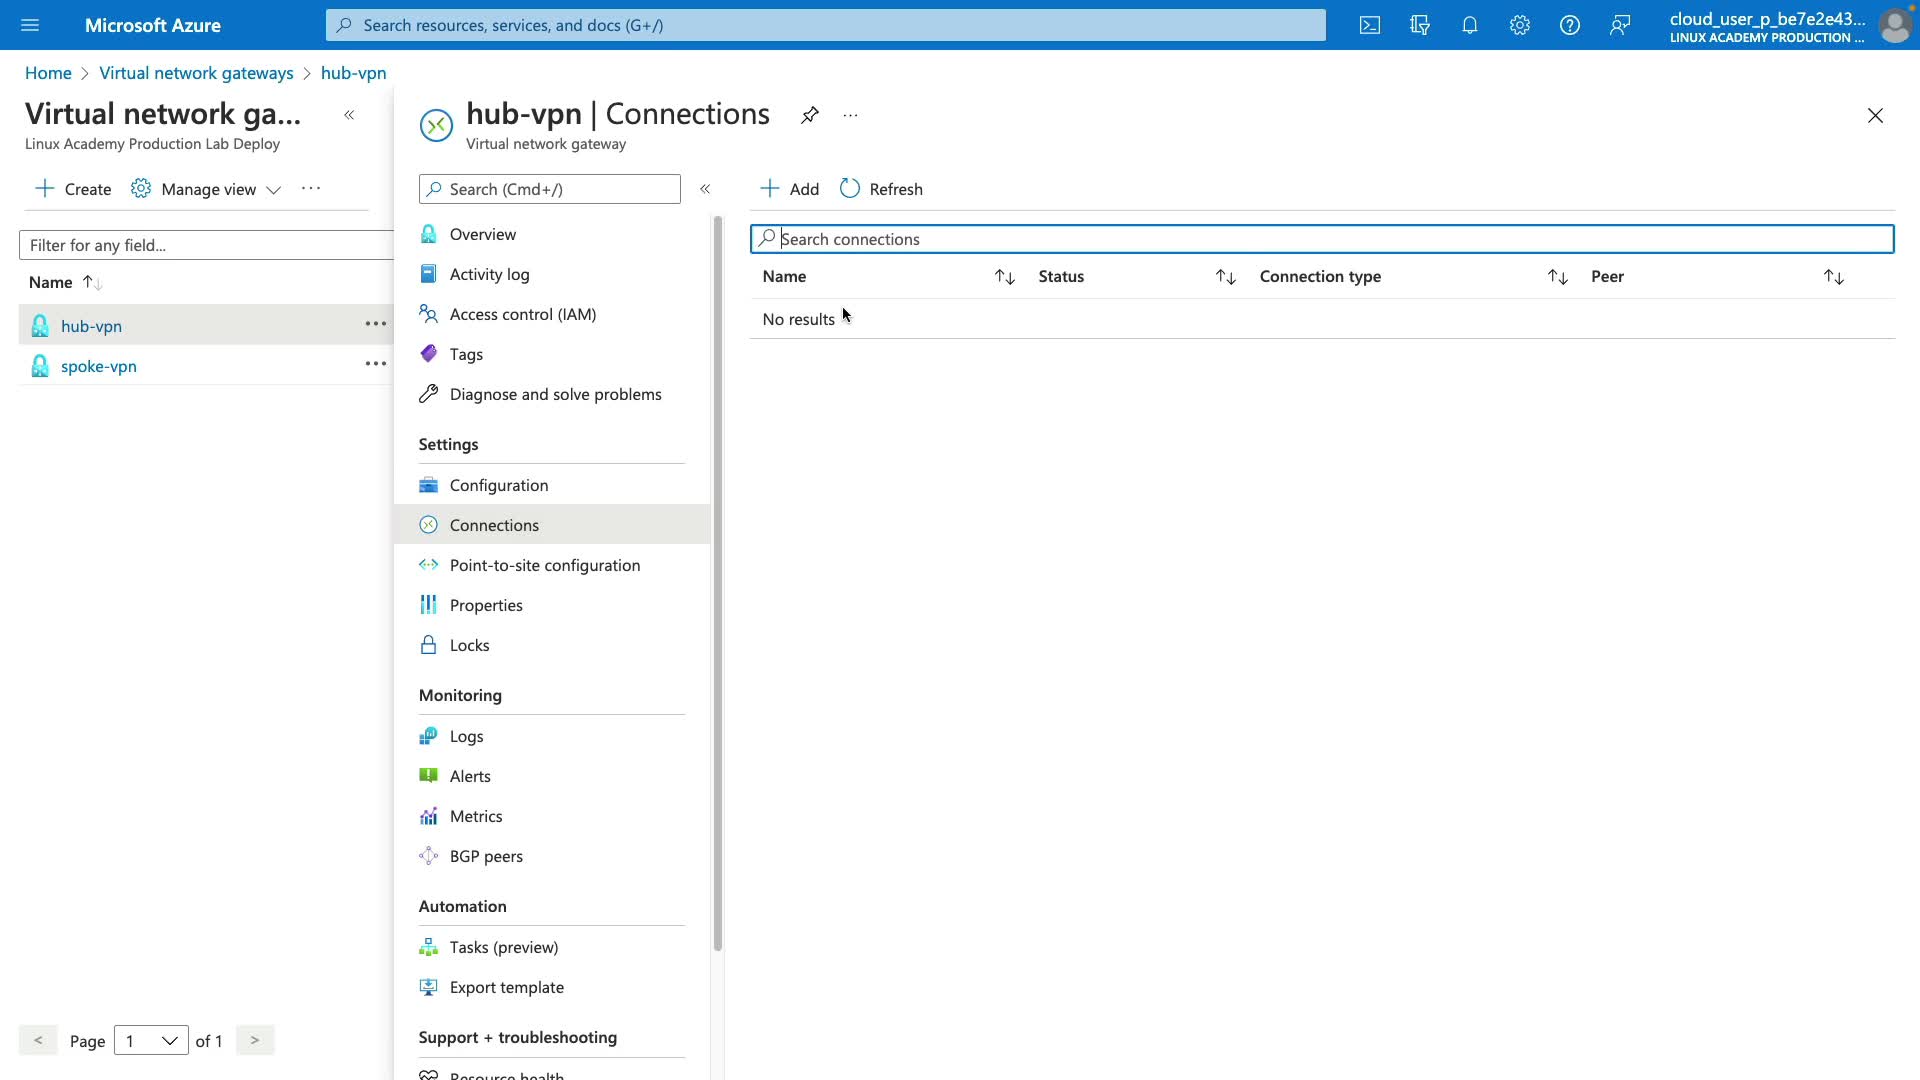 Microsoft Azure
Search resources, services, and docs (G+/)
cloud_user_p_be7e2e43...
LINUX ACADEMY PRODUCTION ...
Home > Virtual network gateways > hub-vpn
Virtual network ga...
Linux Academy Production Lab Deploy
Create
Manage view
Filter for any field...
Name
hub-vpn
spoke-vpn
< Page 1 of 1 >
hub-vpn | Connections
Virtual network gateway
Search (Cmd+/)
Overview
Activity log
Access control (IAM)
Tags
Diagnose and solve problems
Settings
Configuration
Connections
Point-to-site configuration
Properties
Locks
Monitoring
Logs
Alerts
Metrics
BGP peers
Automation
Tasks (preview)
Export template
Support + troubleshooting
Resource health
Add
Refresh
Search connections
Name Status Connection type Peer
No results